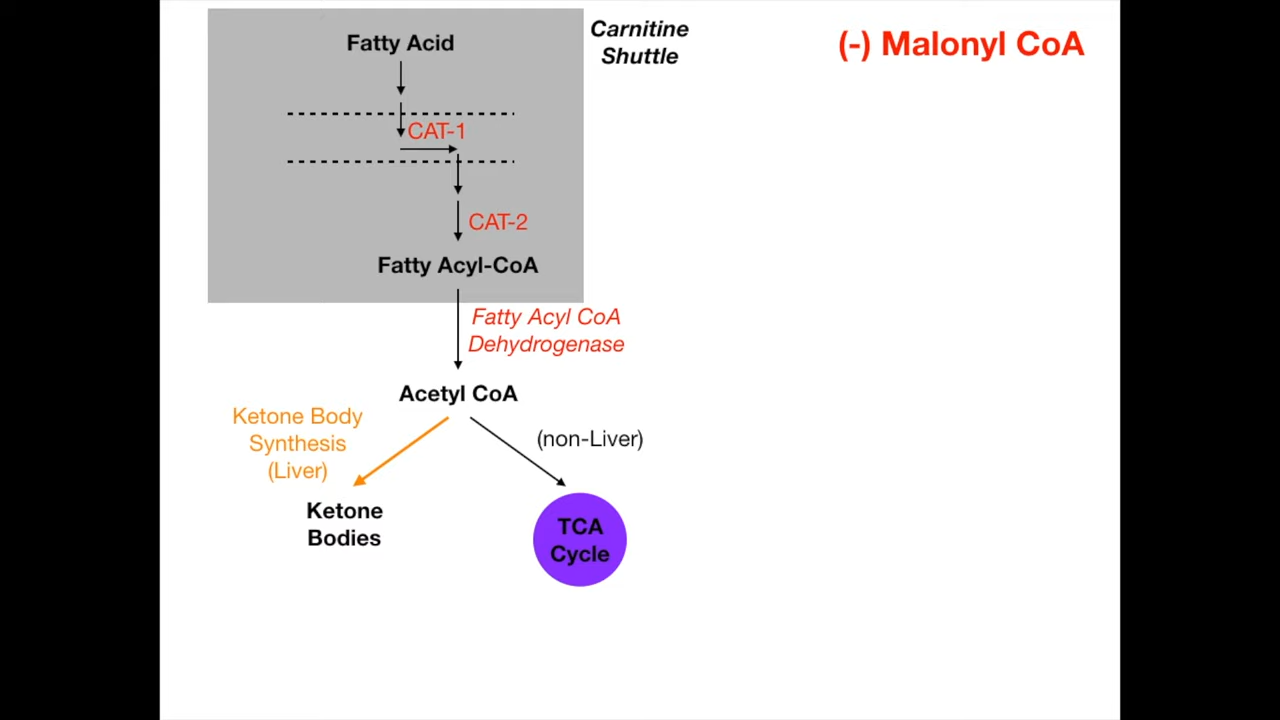 Fatty Acid
Carnitine
Shuttle
(-) Malonyl CoA
CAT-1
CAT-2
Fatty Acyl-CoA
Fatty Acyl CoA
Dehydrogenase
Acetyl CoA
Ketone Body
Synthesis
(Liver)
(non-Liver)
Ketone
Bodies
TCA
Cycle